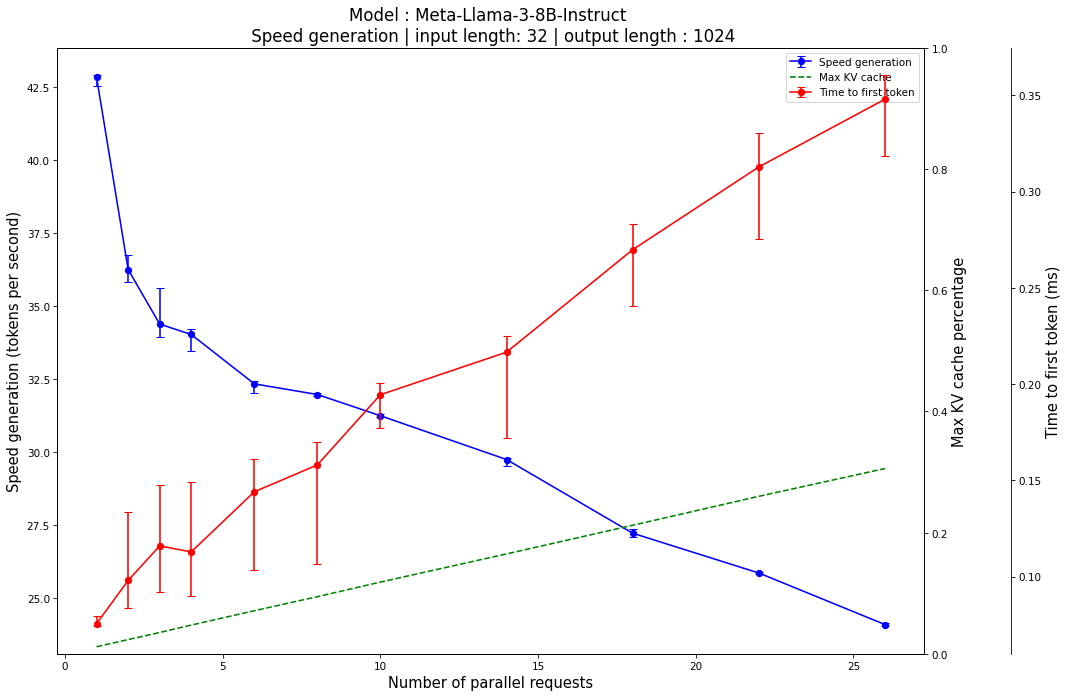 Model : Meta-Llama-3-8B-Instruct
Speed generation | input length: 32 | output length : 1024
Speed generation
Max KV cache
Time to first token
Speed generation (tokens per second)
42.5
40.0
37.5
35.0
32.5
30.0
27.5
25.0
0
5
10
15
20
25
Number of parallel requests
1.0
0.8
0.6
0.4
0.2
0.0
Max KV cache percentage
0.35
0.30
0.25
0.20
0.15
0.10
Time to first token (ms)